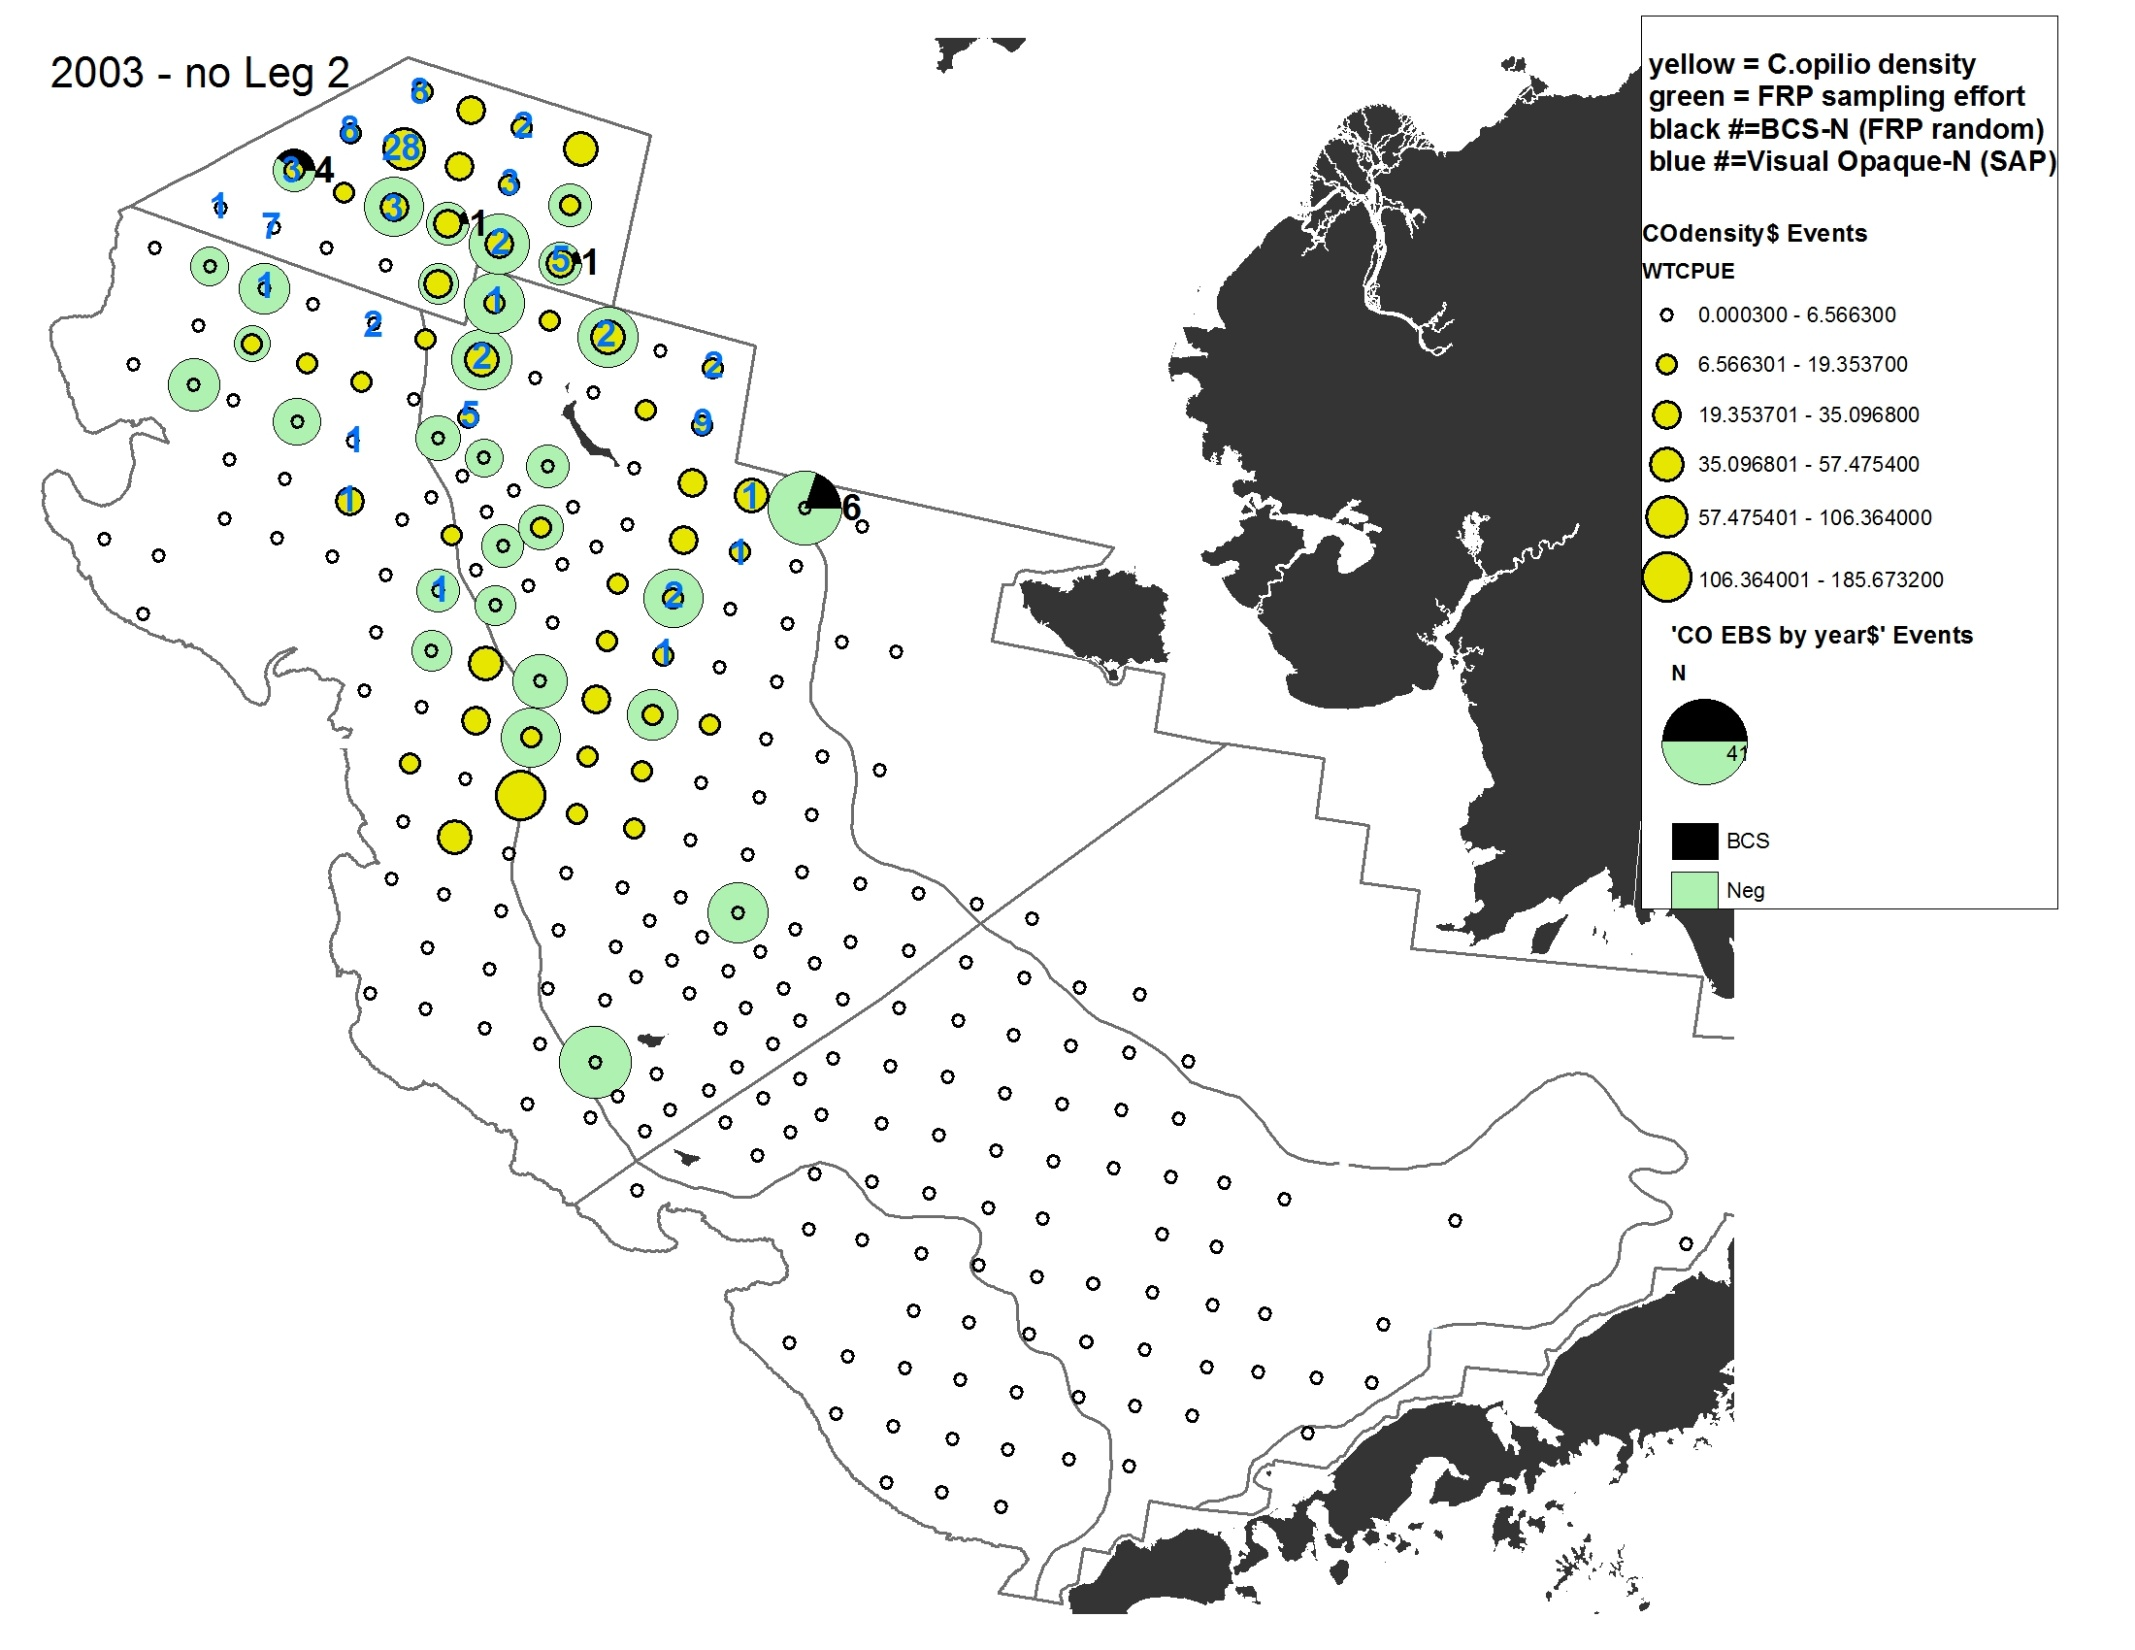 2003 - no Leg 2
yellow = C.opilio density
green = FRP sampling effort
black #=BCS-N (FRP random)
blue #=Visual Opaque-N (SAP)
COdensity$ Events
WTCPUE
0.000300 - 6.566300
6.566301 - 19.353700
19.353701 - 35.096800
35.096801 - 57.475400
57.475401 - 106.364000
106.364001 - 185.673200
'CO EBS by year$' Events
N
41
BCS
Neg
8
8
28
2
3
4
3
1
7
3
1
2
5
1
1
1
2
2
2
2
5
9
1
1
1
6
1
1
2
1